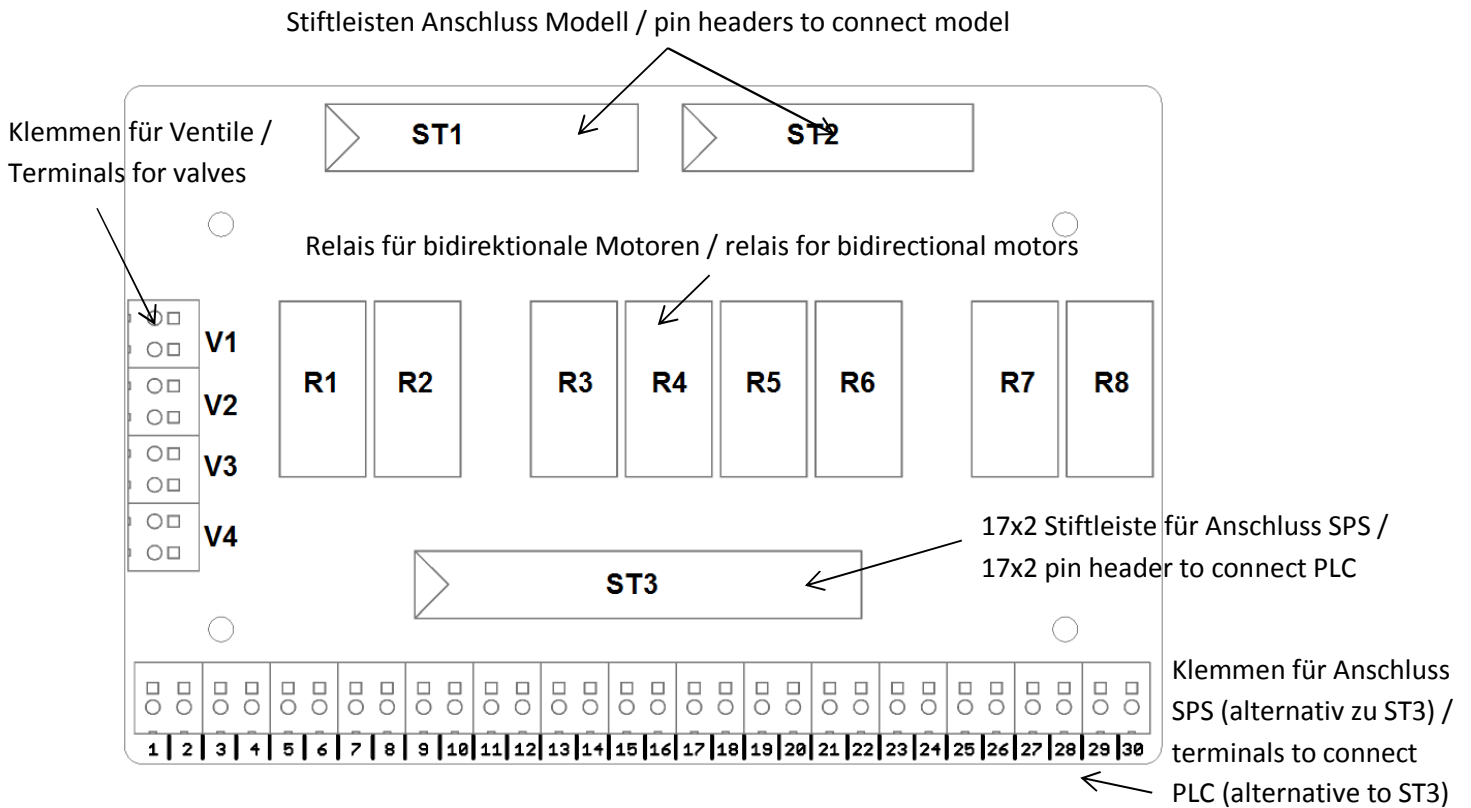 Stiftleisten Anschluss Modell / pin headers to connect model
ST1
ST2
Klemmen für Ventile /
Terminals for valves
Relais für bidirektionale Motoren / relais for bidirectional motors
V1
V2
V3
V4
R1 R2 R3 R4 R5 R6 R7 R8
17x2 Stiftleiste für Anschluss SPS /
17x2 pin header to connect PLC
ST3
Klemmen für Anschluss
SPS (alternativ zu ST3) /
terminals to connect
PLC (alternative to ST3)
1 2 3 4 5 6 7 8 9 10 11 12 13 14 15 16 17 18 19 20 21 22 23 24 25 26 27 28 29 30